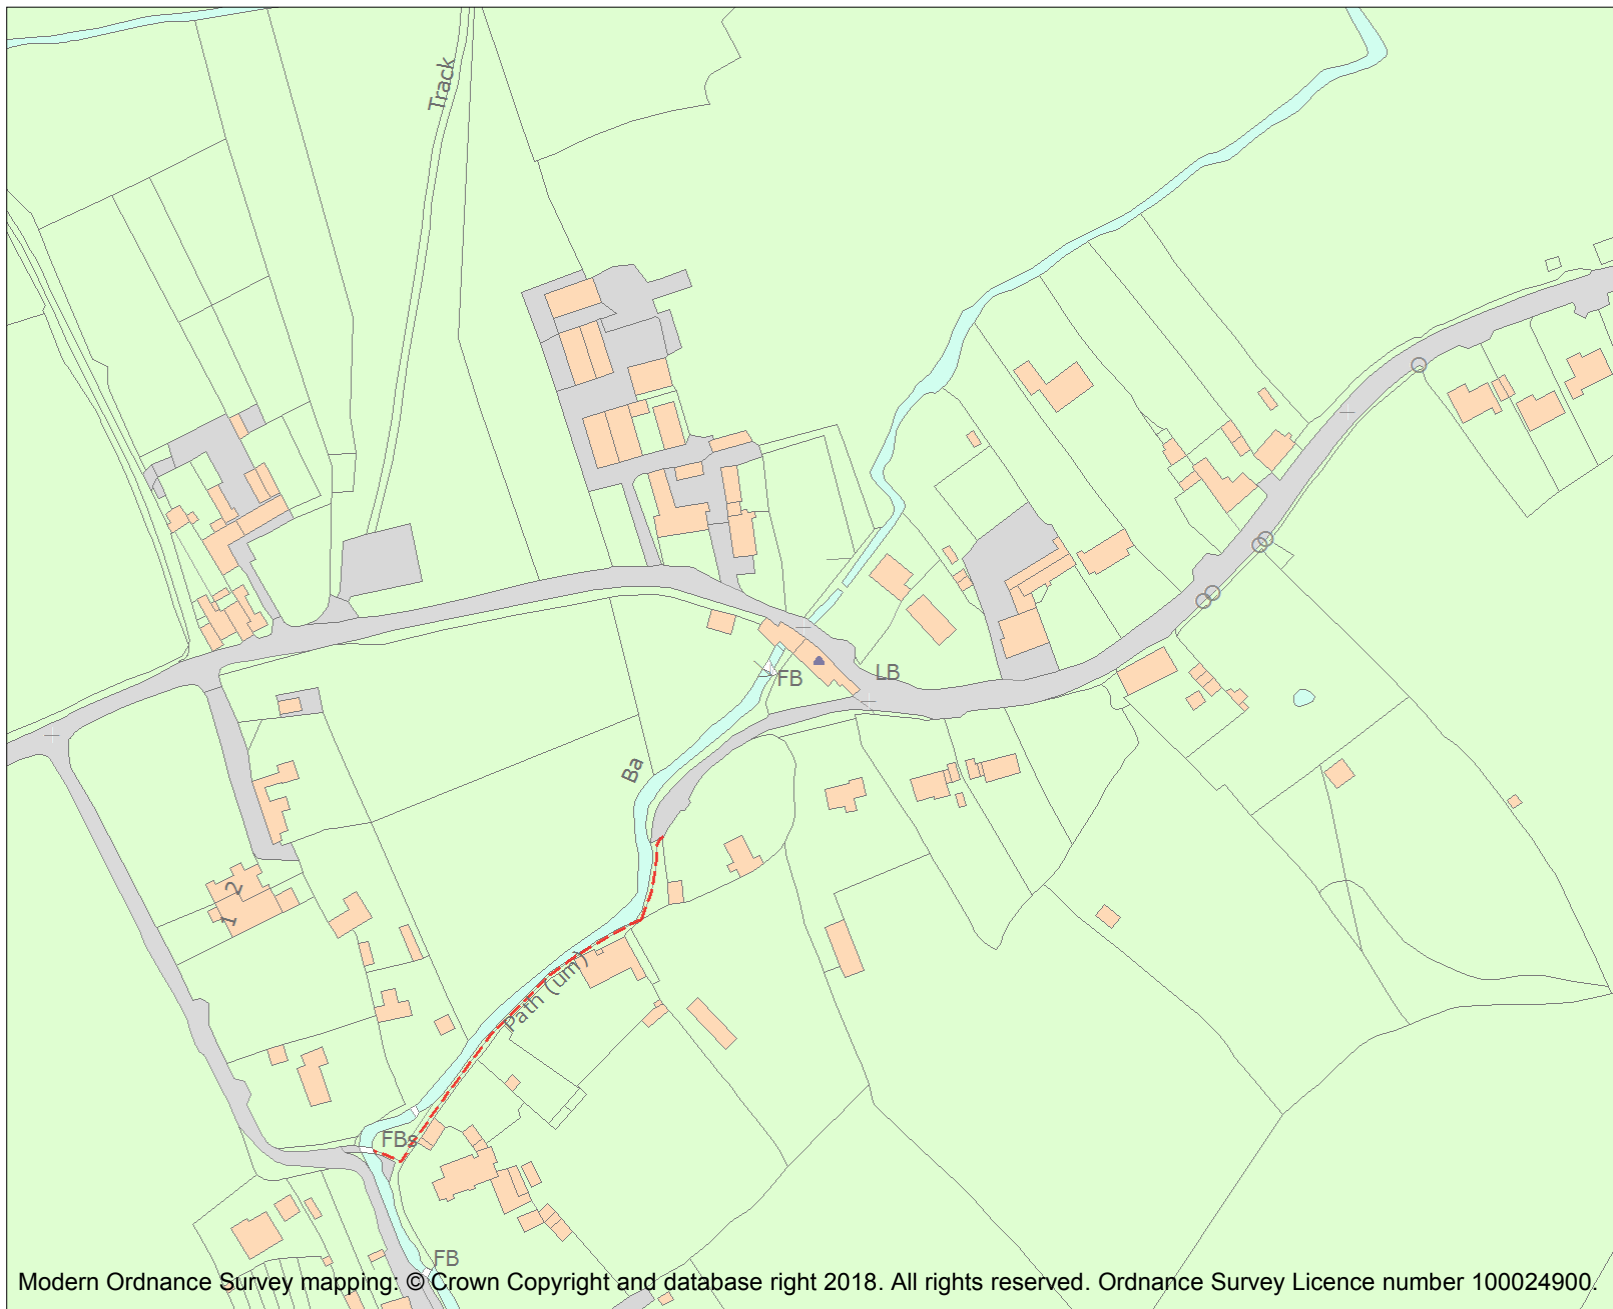 Track
FB
LB
Ba
2
1
Path (um)
FBs
FB
Modern Ordnance Survey mapping: © Crown Copyright and database right 2018. All rights reserved. Ordnance Survey Licence number 100024900.